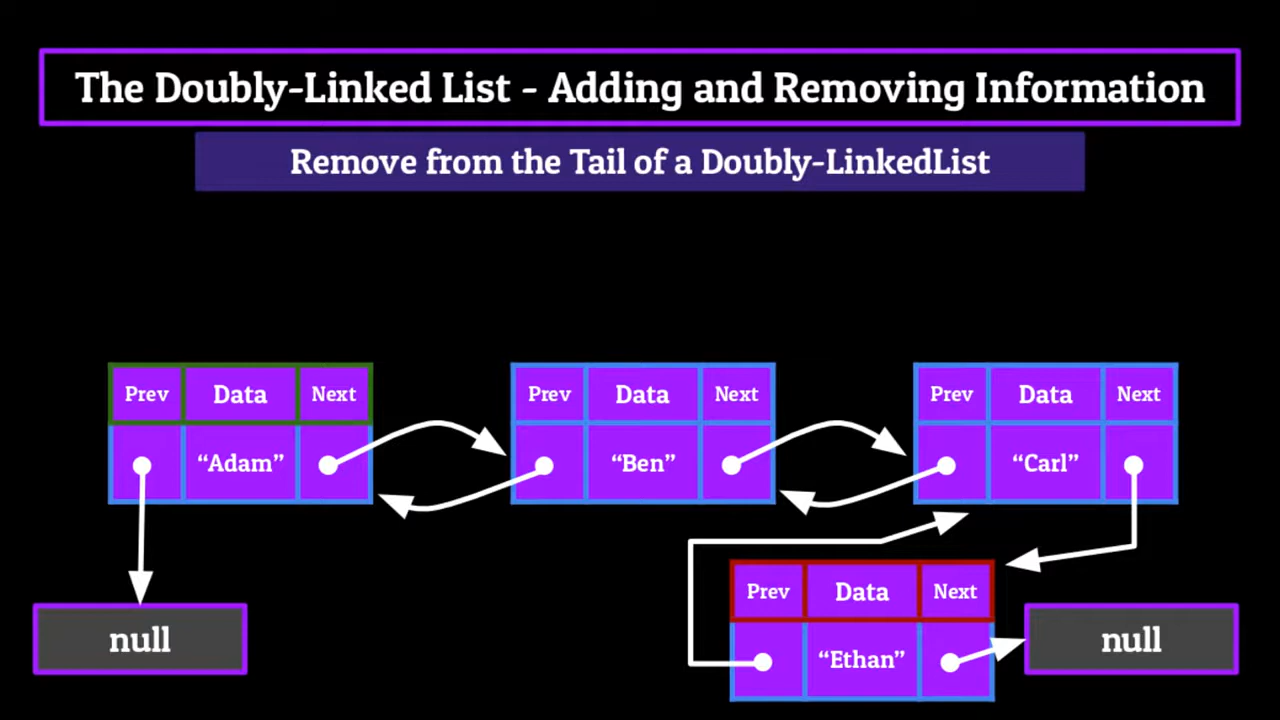 The Doubly-Linked List - Adding and Removing Information
Remove from the Tail of a Doubly-LinkedList
Prev Data Next
“Adam”
Prev Data Next
“Ben”
Prev Data Next
“Carl”
Prev Data Next
“Ethan”
null
null